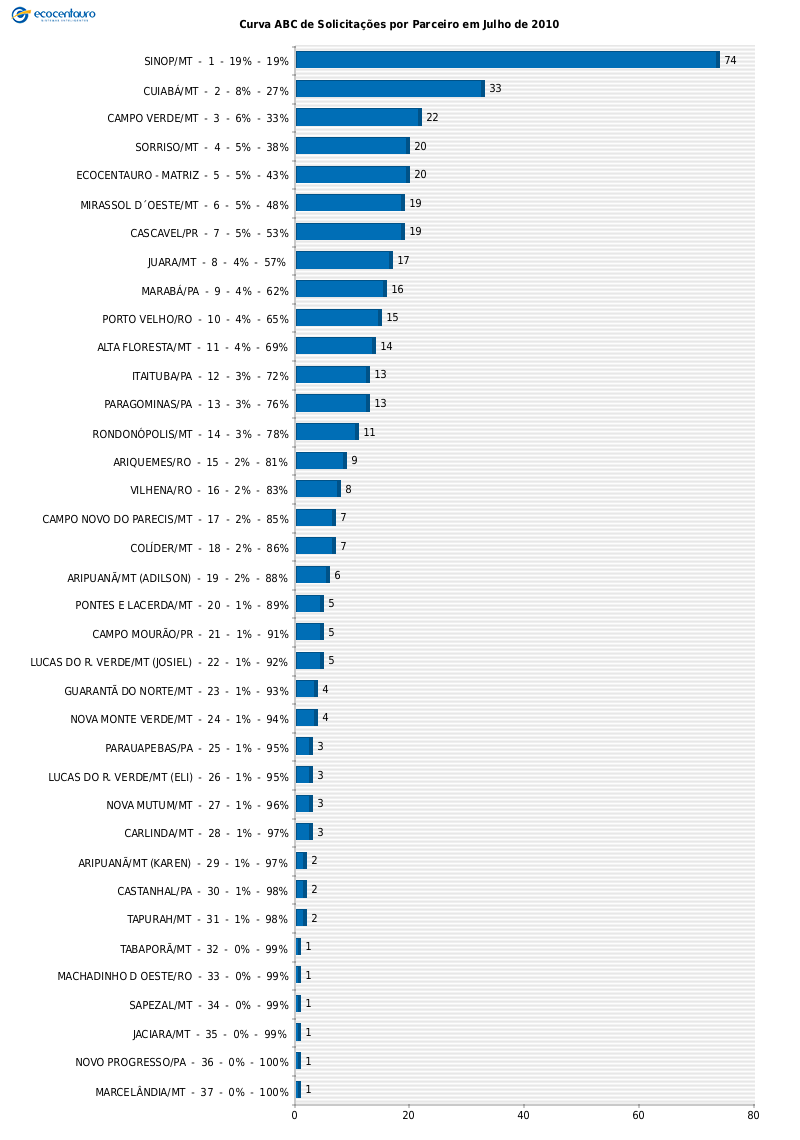 ecocentauro
Curva ABC de Solicitações por Parceiro em Julho de 2010
SINOP/MT - 1 - 19% - 19% 74
CUIABÁ/MT - 2 - 8% - 27% 33
CAMPO VERDE/MT - 3 - 6% - 33% 22
SORRISO/MT - 4 - 5% - 38% 20
ECOCENTAURO - MATRIZ - 5 - 5% - 43% 20
MIRASSOL D´OESTE/MT - 6 - 5% - 48% 19
CASCAVEL/PR - 7 - 5% - 53% 19
JUARA/MT - 8 - 4% - 57% 17
MARABÁ/PA - 9 - 4% - 62% 16
PORTO VELHO/RO - 10 - 4% - 65% 15
ALTA FLORESTA/MT - 11 - 4% - 69% 14
ITAITUBA/PA - 12 - 3% - 72% 13
PARAGOMINAS/PA - 13 - 3% - 76% 13
RONDONÓPOLIS/MT - 14 - 3% - 78% 11
ARIQUEMES/RO - 15 - 2% - 81% 9
VILHENA/RO - 16 - 2% - 83% 8
CAMPO NOVO DO PARECIS/MT - 17 - 2% - 85% 7
COLÍDER/MT - 18 - 2% - 86% 7
ARIPUANÃ/MT (ADILSON) - 19 - 2% - 88% 6
PONTES E LACERDA/MT - 20 - 1% - 89% 5
CAMPO MOURÃO/PR - 21 - 1% - 91% 5
LUCAS DO R. VERDE/MT (JOSIEL) - 22 - 1% - 92% 5
GUARANTÃ DO NORTE/MT - 23 - 1% - 93% 4
NOVA MONTE VERDE/MT - 24 - 1% - 94% 4
PARAUAPEBAS/PA - 25 - 1% - 95% 3
LUCAS DO R. VERDE/MT (ELI) - 26 - 1% - 95% 3
NOVA MUTUM/MT - 27 - 1% - 96% 3
CARLINDA/MT - 28 - 1% - 97% 3
ARIPUANÃ/MT (KAREN) - 29 - 1% - 97% 2
CASTANHAL/PA - 30 - 1% - 98% 2
TAPURAH/MT - 31 - 1% - 98% 2
TABAPORÃ/MT - 32 - 0% - 99% 1
MACHADINHO D OESTE/RO - 33 - 0% - 99% 1
SAPEZAL/MT - 34 - 0% - 99% 1
JACIARA/MT - 35 - 0% - 99% 1
NOVO PROGRESSO/PA - 36 - 0% - 100% 1
MARCELÂNDIA/MT - 37 - 0% - 100% 1
0 20 40 60 80